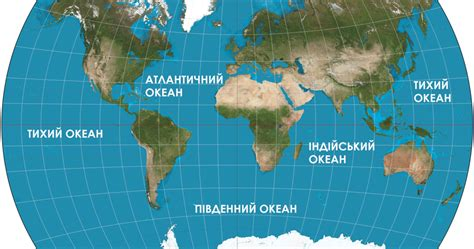 АТЛАНТИЧНИЙ
ОКЕАН
ТИХИЙ
ОКЕАН
ТИХИЙ ОКЕАН
ІНДІЙСЬКИЙ
ОКЕАН
ПІВДЕННИЙ ОКЕАН